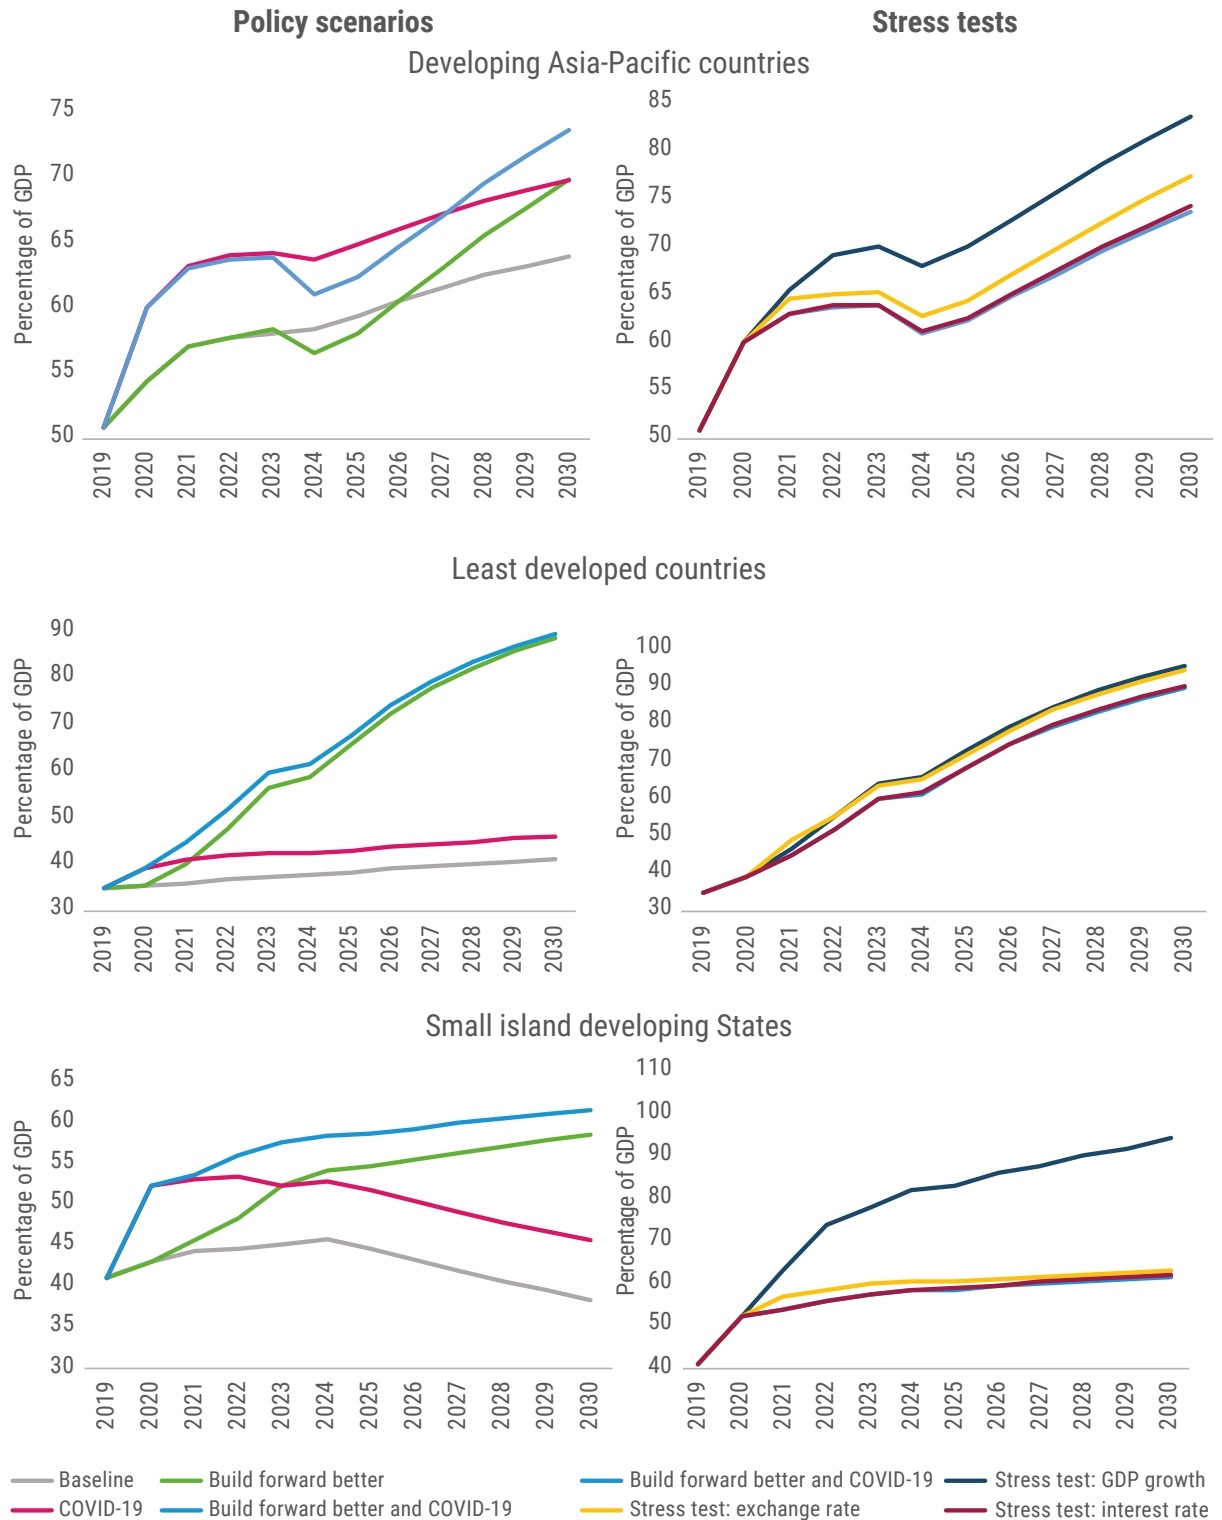 Policy scenarios
Stress tests
Developing Asia-Pacific countries
Percentage of GDP
75
70
65
60
55
50
2019 2020 2021 2022 2023 2024 2025 2026 2027 2028 2029 2030
Percentage of GDP
85
80
75
70
65
60
55
50
2019 2020 2021 2022 2023 2024 2025 2026 2027 2028 2029 2030
Least developed countries
Percentage of GDP
90
80
70
60
50
40
30
2019 2020 2021 2022 2023 2024 2025 2026 2027 2028 2029 2030
Percentage of GDP
100
90
80
70
60
50
40
30
2019 2020 2021 2022 2023 2024 2025 2026 2027 2028 2029 2030
Small island developing States
Percentage of GDP
65
60
55
50
45
40
35
30
2019 2020 2021 2022 2023 2024 2025 2026 2027 2028 2029 2030
Percentage of GDP
110
100
90
80
70
60
50
40
2019 2020 2021 2022 2023 2024 2025 2026 2027 2028 2029 2030
Baseline
Build forward better
COVID-19
Build forward better and COVID-19
Build forward better and COVID-19
Stress test: GDP growth
Stress test: exchange rate
Stress test: interest rate